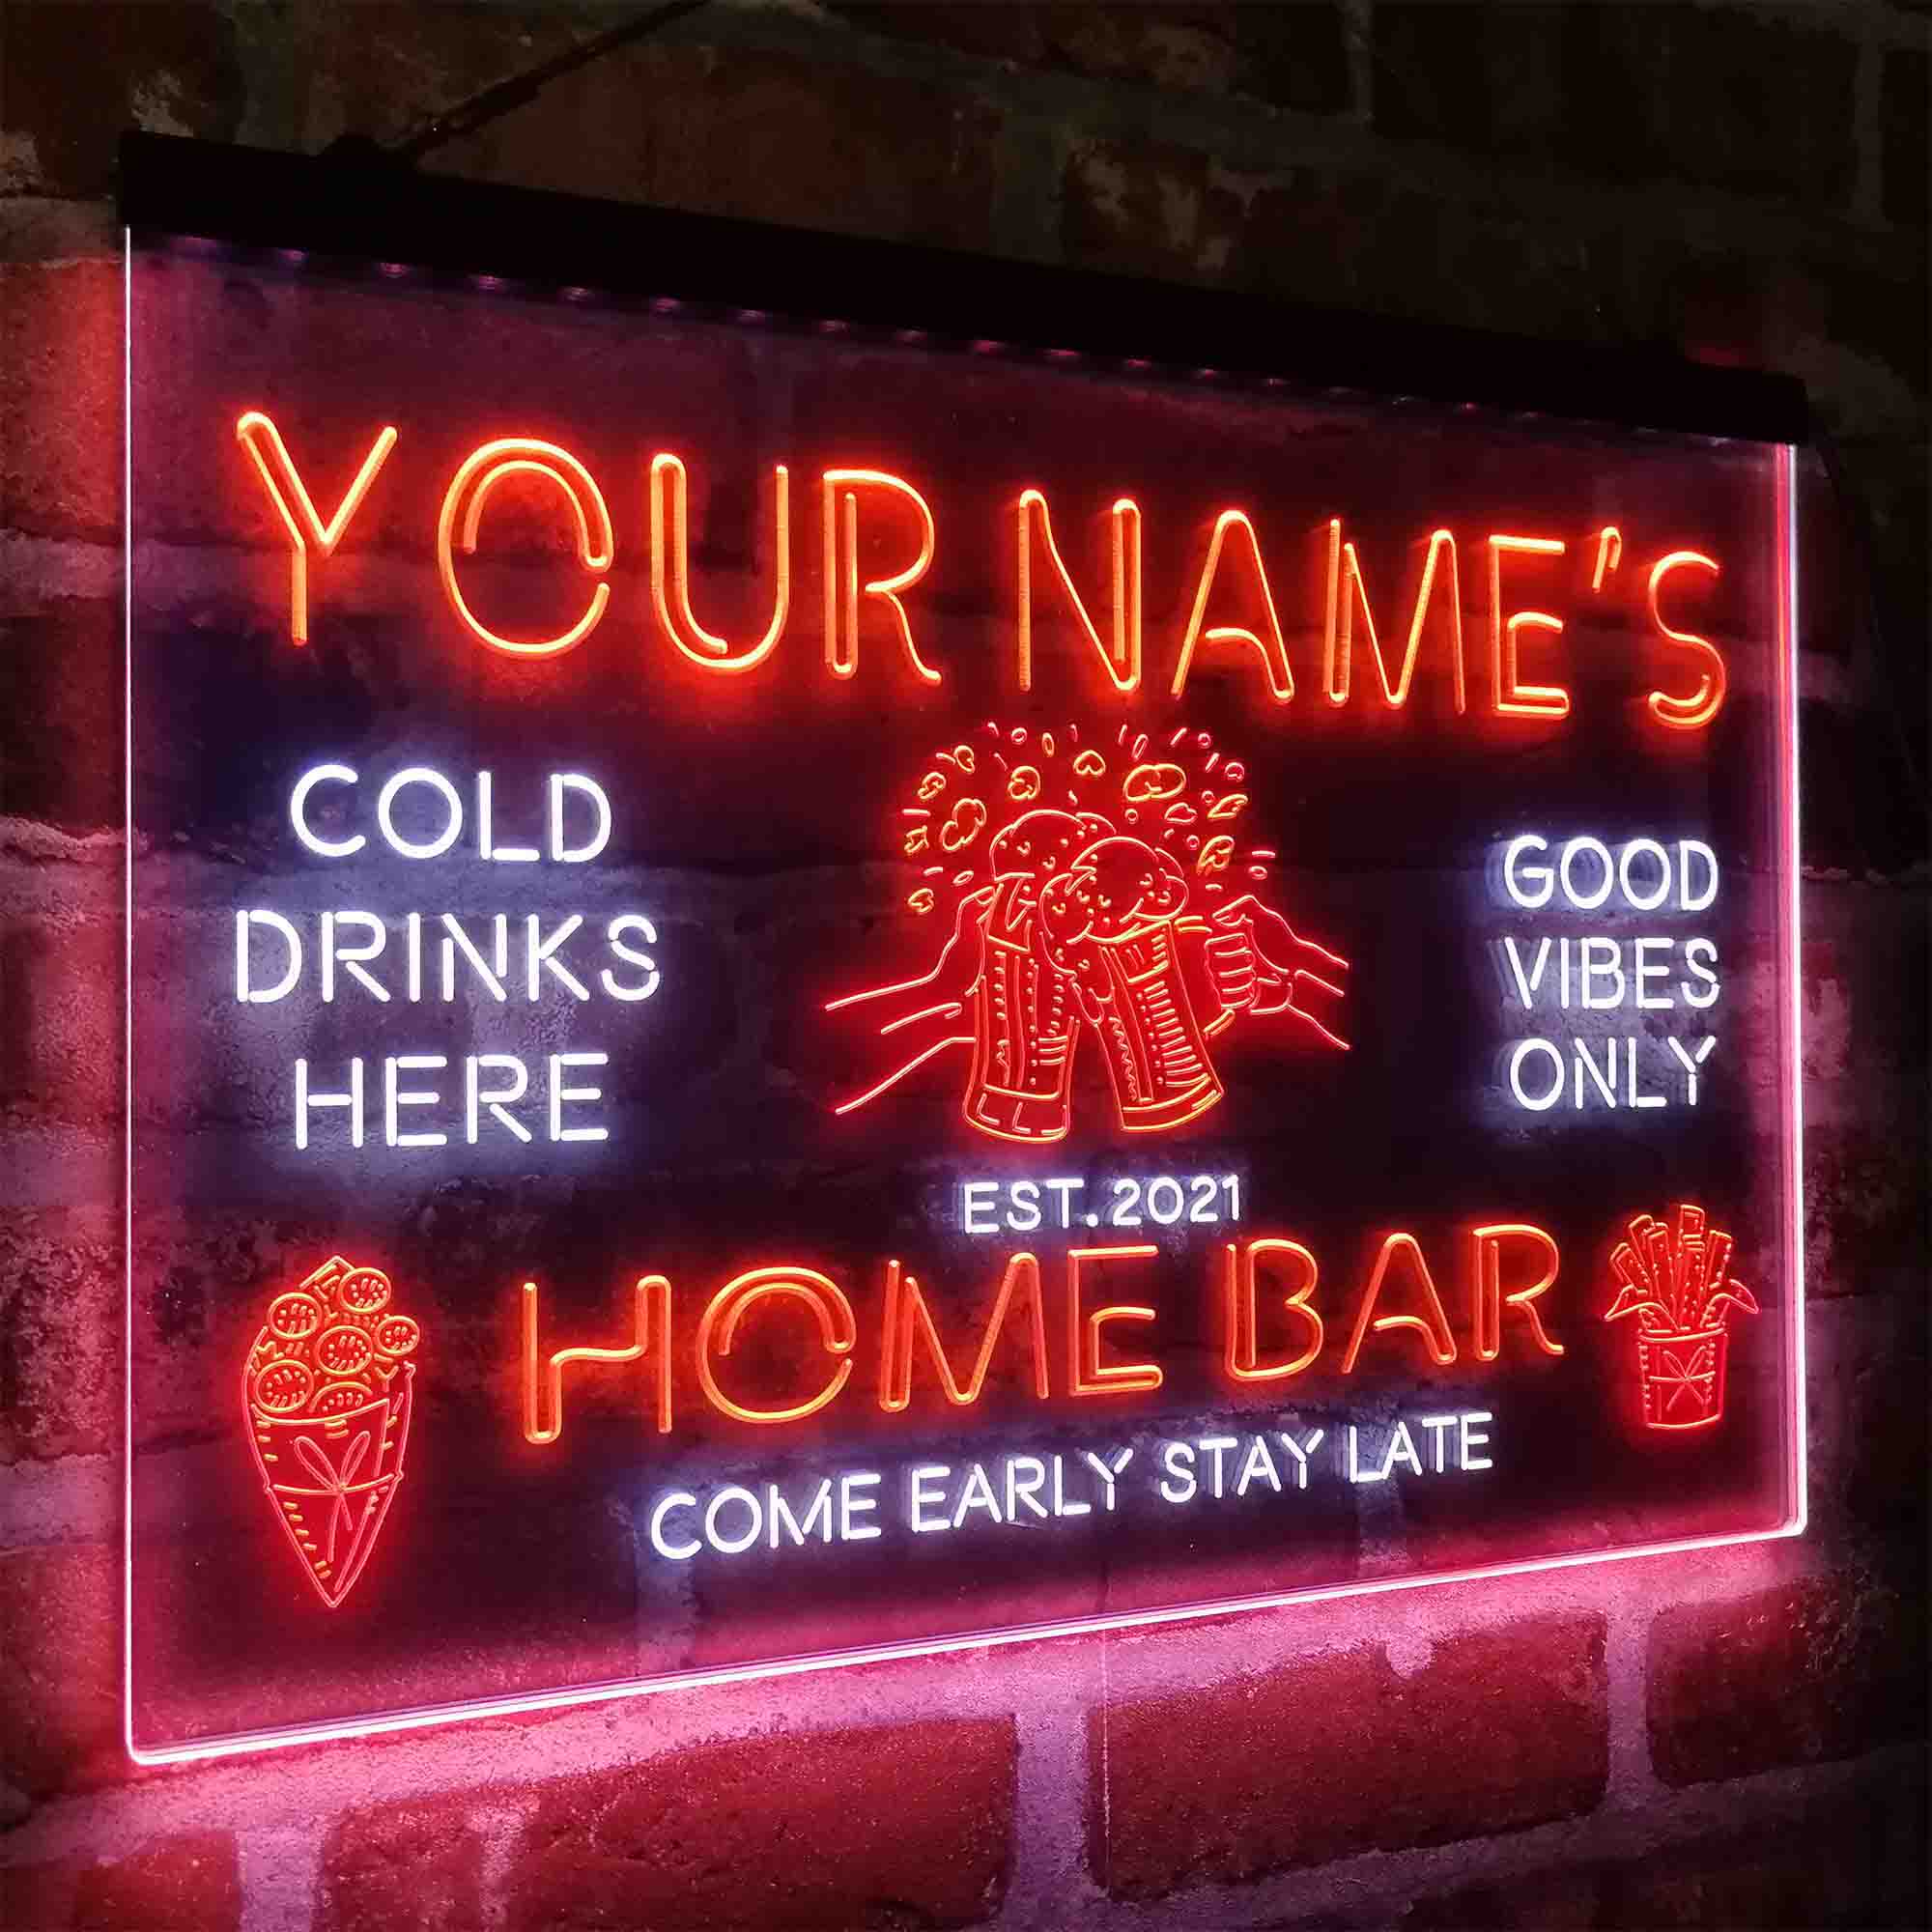 YOUR NAME'S
COLD
DRINKS
HERE
GOOD
VIBES
ONLY
EST.2021
HOME BAR
COME EARLY STAY LATE